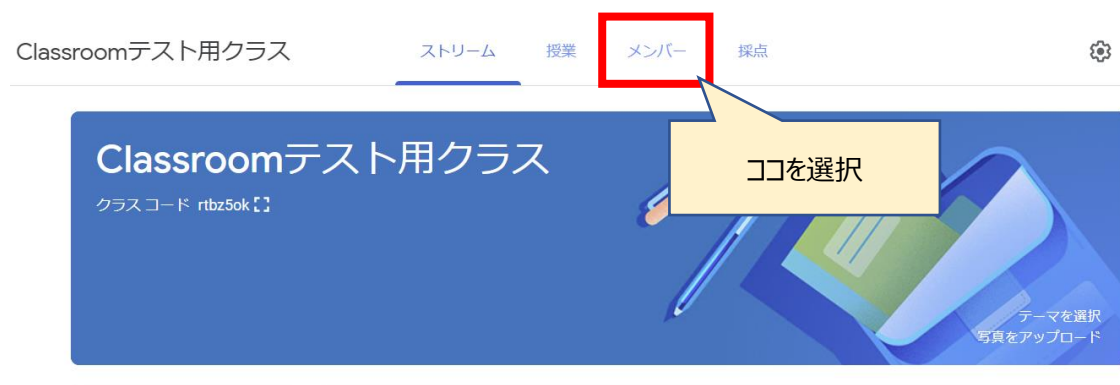 Classroomテスト用クラス
ストリーム 授業 メンバー 採点
ココを選択
Classroomテスト用クラス
クラス コード rtbz5ok
テーマを選択
写真をアップロード